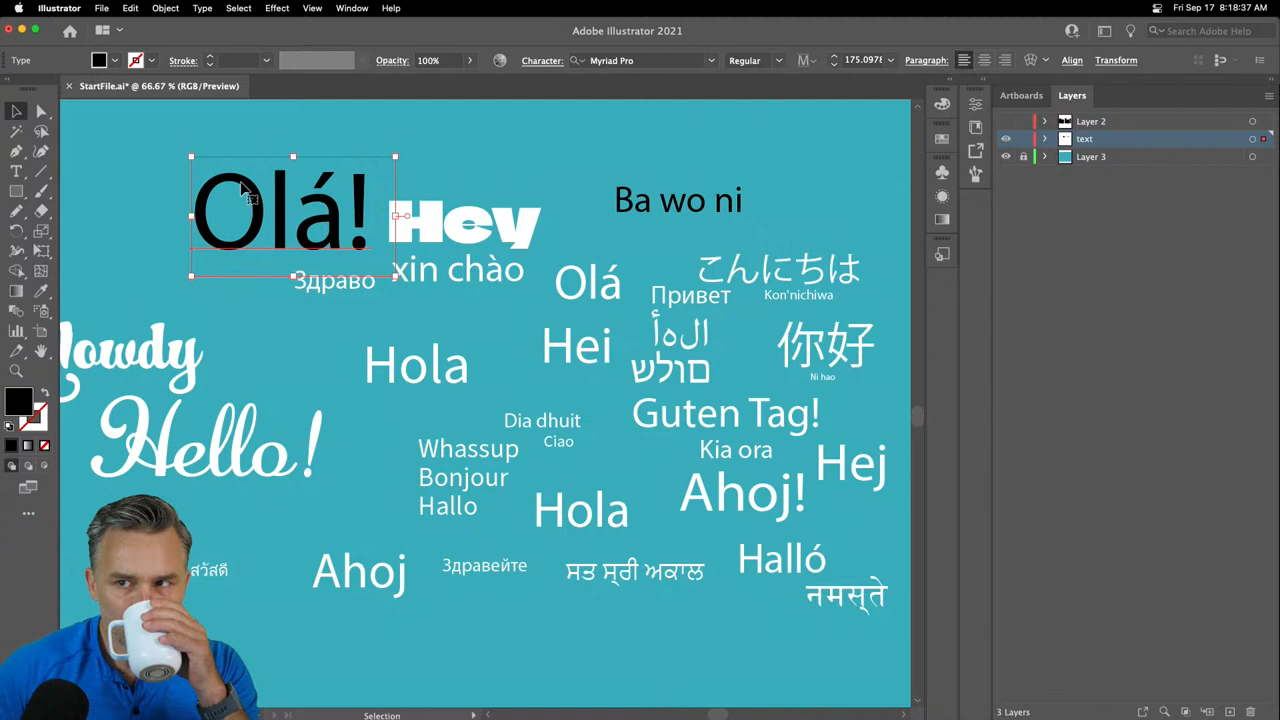 Illustrator File Edit Object Type Select Effect View Window Help
Fri Sep 17 8:18:37 AM
Adobe Illustrator 2021
Search Adobe Help
Type
Stroke:
Opacity: 100%
Character: Myriad Pro
Regular
175.0978
Paragraph:
Align
Transform
StartFile.ai* @ 66.67 % (RGB/Preview)
Artboards
Layers
Layer 2
text
Layer 3
Olá!
Hey
Ba wo ni
Здраво
xin chào
Olá
こんにちは
Привет
Kon'nichiwa
Hola
Hei
الهأ
םולש
你好
Ni hao
Hello!
Dia dhuit
Ciao
Guten Tag!
Whassup
Bonjour
Hallo
Kia ora
Hej
Ahoj!
Hola
สวัสดี
Ahoj
Здравейте
ਸਤ ਸ੍ਰੀ ਅਕਾਲ
Halló
नमस्ते
Selection
3 Layers